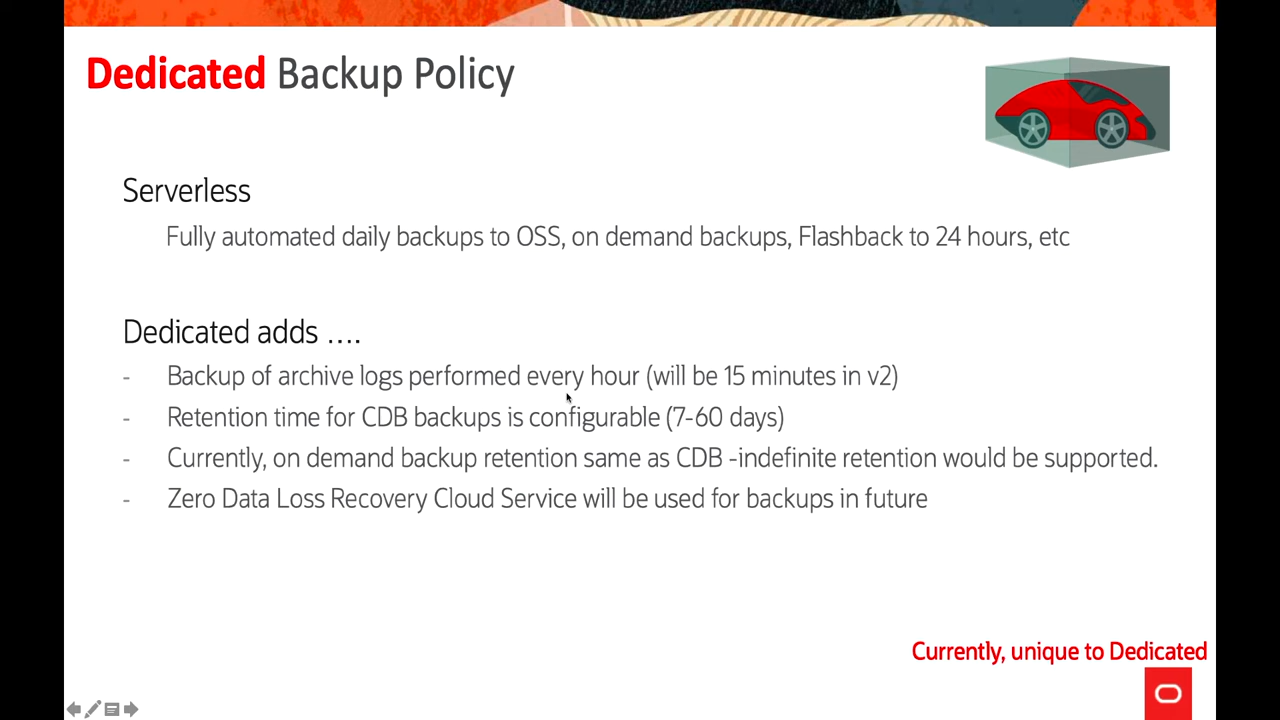 Dedicated Backup Policy
Serverless
Fully automated daily backups to OSS, on demand backups, Flashback to 24 hours, etc
Dedicated adds ....
- Backup of archive logs performed every hour (will be 15 minutes in v2)
- Retention time for CDB backups is configurable (7-60 days)
- Currently, on demand backup retention same as CDB -indefinite retention would be supported.
- Zero Data Loss Recovery Cloud Service will be used for backups in future
Currently, unique to Dedicated